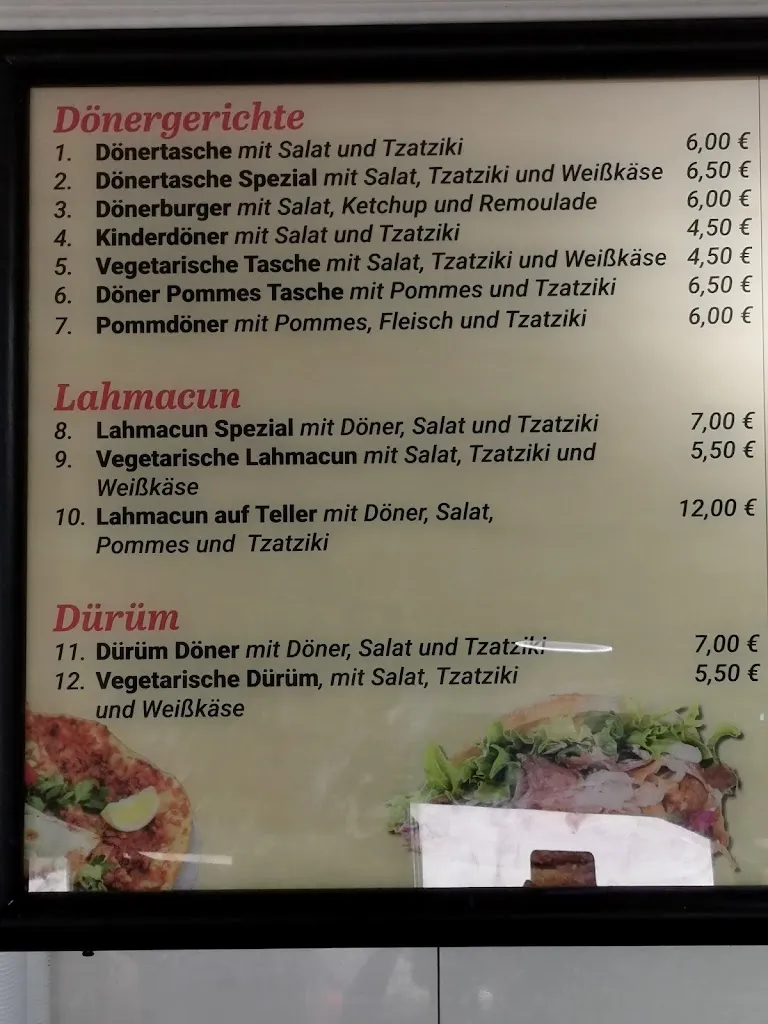 Dönergerichte
1. Dönertasche mit Salat und Tzatziki 6,00 €
2. Dönertasche Spezial mit Salat, Tzatziki und Weißkäse 6,50 €
3. Dönerburger mit Salat, Ketchup und Remoulade 6,00 €
4. Kinderdöner mit Salat und Tzatziki 4,50 €
5. Vegetarische Tasche mit Salat, Tzatziki und Weißkäse 4,50 €
6. Döner Pommes Tasche mit Pommes und Tzatziki 6,50 €
7. Pommdöner mit Pommes, Fleisch und Tzatziki 6,00 €
Lahmacun
8. Lahmacun Spezial mit Döner, Salat und Tzatziki 7,00 €
9. Vegetarische Lahmacun mit Salat, Tzatziki und 5,50 €
Weißkäse
10. Lahmacun auf Teller mit Döner, Salat, 12,00 €
Pommes und Tzatziki
Dürüm
11. Dürüm Döner mit Döner, Salat und Tzatziki 7,00 €
12. Vegetarische Dürüm, mit Salat, Tzatziki 5,50 €
und Weißkäse